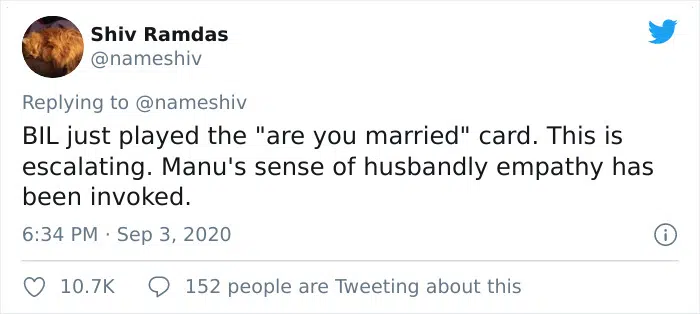 Shiv Ramdas
@nameshiv
Replying to @nameshiv
BIL just played the "are you married" card. This is
escalating. Manu's sense of husbandly empathy has
been invoked.
6:34 PM · Sep 3, 2020
10.7K 152 people are Tweeting about this